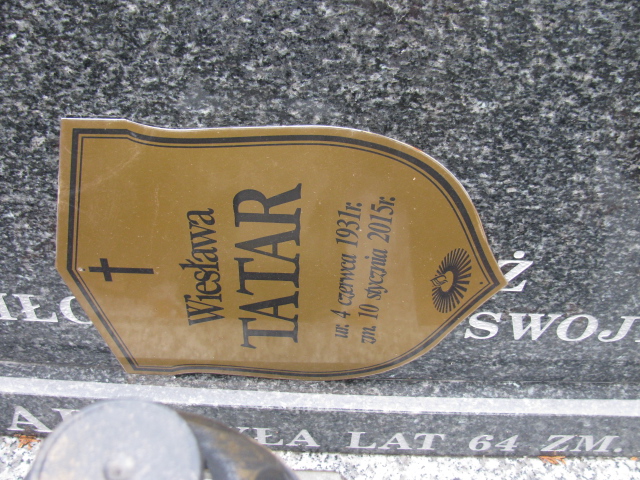 Wiesława
TATAR
ur. 4 czerwca 1931r.
zm. 10 stycznia 2015r.
Ż
SWOJ
LAT 64 ZM.